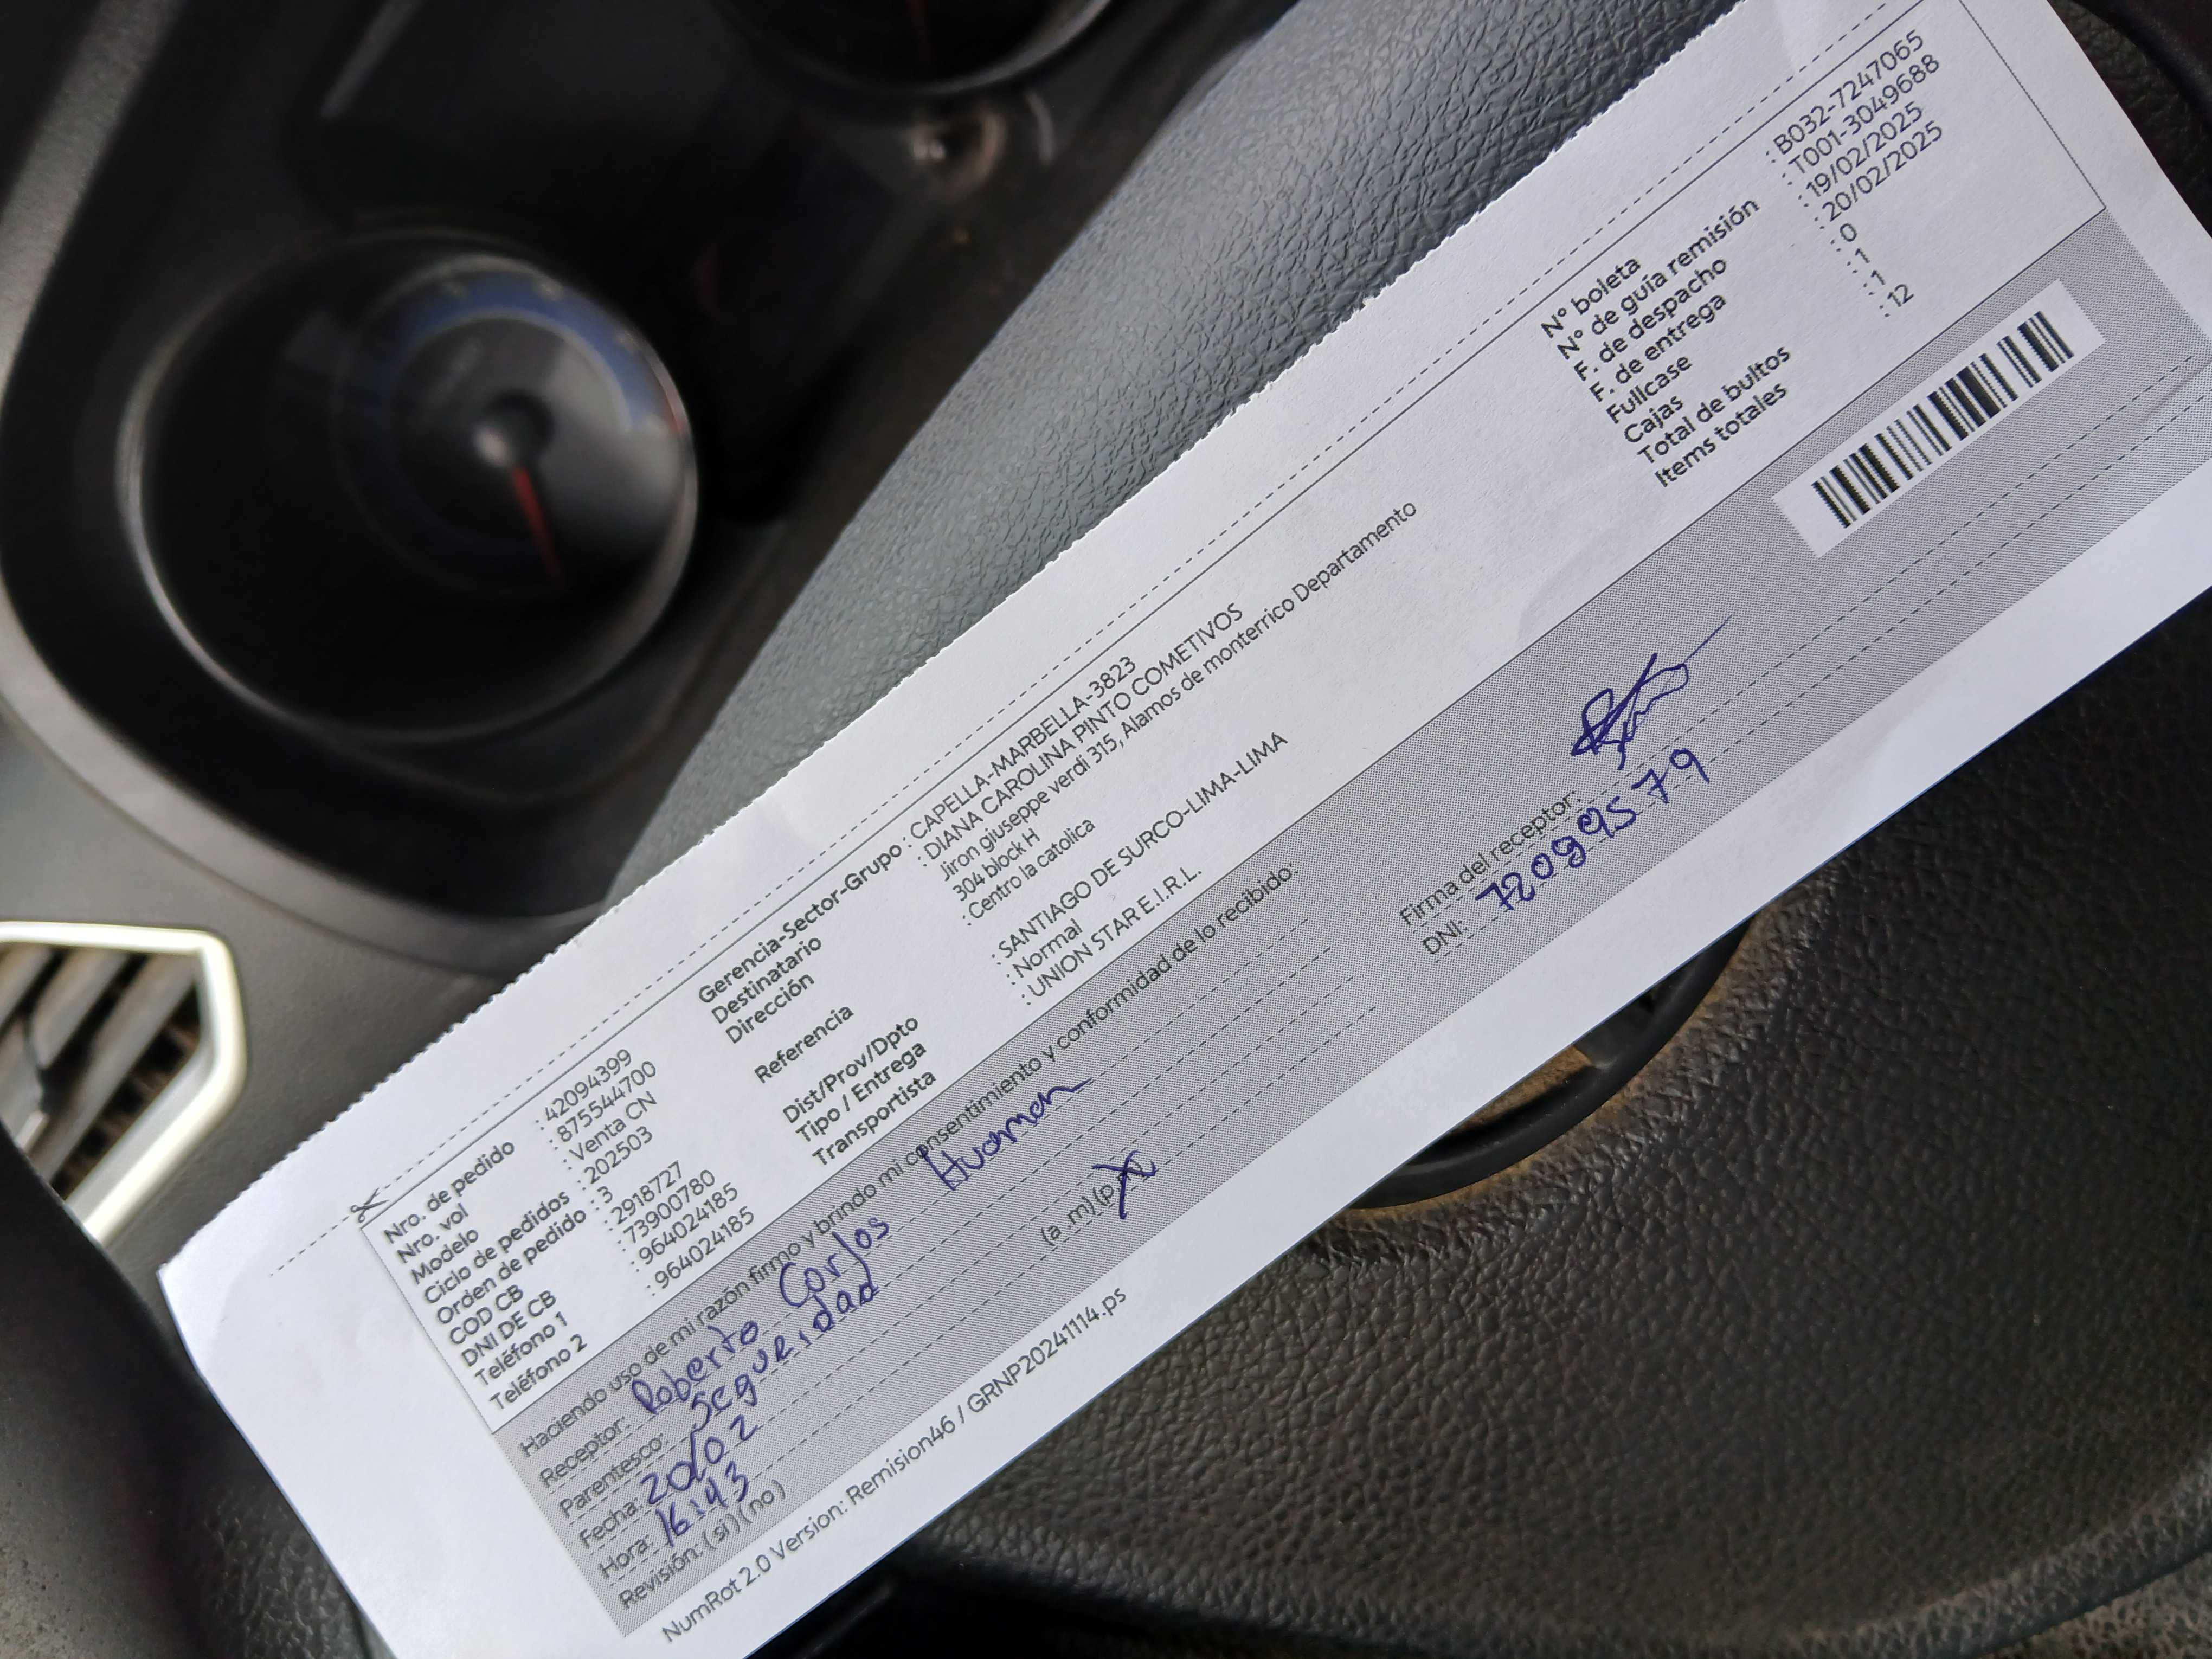 Nro. de pedido : 42094399
Nro. vol : 875544700
Modelo : Venta CN
Ciclo de pedidos : 202503
Orden de pedido : 3
COD CB : 2918727
DNI DE CB : 73900780
Teléfono 1 : 964024185
Teléfono 2 : 964024185
Gerencia-Sector-Grupo : CAPELLA-MARBELLA-3823
Destinatario : DIANA CAROLINA PINTO COMETIVOS
Dirección Jiron giuseppe verdi 315, Alamos de monterrico Departamento
304 block H
Referencia : Centro la catolica
Dist/Prov/Dpto : SANTIAGO DE SURCO-LIMA-LIMA
Tipo / Entrega : Normal
Transportista : UNION STAR E.I.R.L.
N° boleta : B032-7247065
N° de guía remisión : T001-3049688
F. de despacho : 19/02/2025
F. de entrega : 20/02/2025
Fullcase : 0
Cajas : 1
Total de bultos : 1
Items totales : 12
Haciendo uso de mi razón firmo y brindo mi consentimiento y conformidad de lo recibido:
Receptor: Roberto Carlos Huaman
Parentesco: Seguridad
Fecha: 20/02
Hora: 16:43 (a .m)(p
Revisión: (si)(no )
Firma del receptor:
DNI: 72099579
NumRot 2.0 Version: Remision46 / GRNP20241114.ps